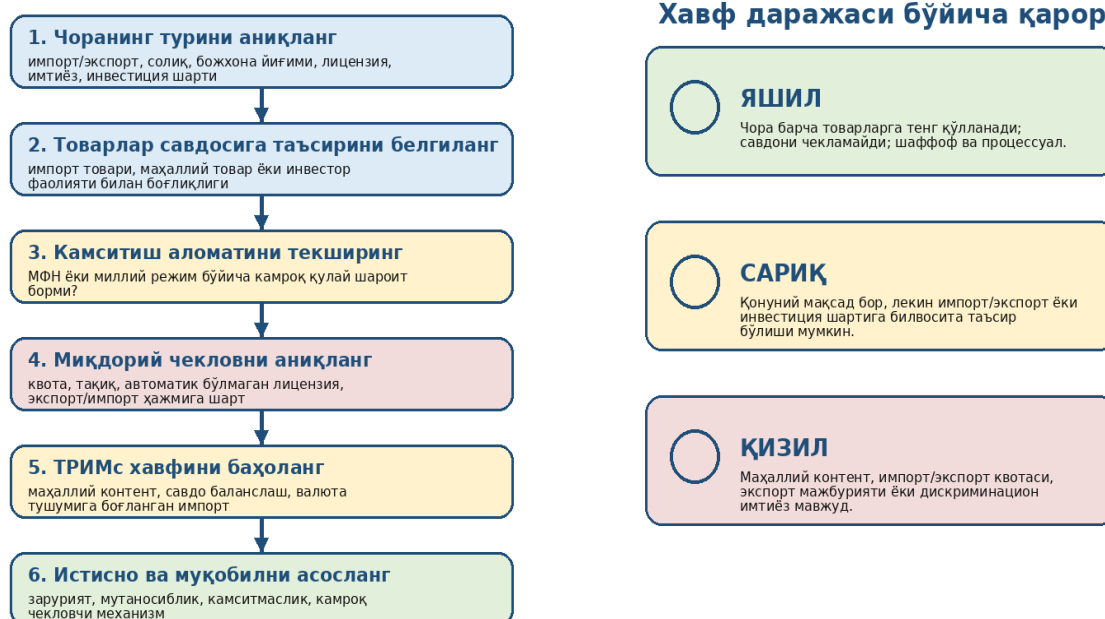 1. Чоранинг турини аниқланг
импорт/экспорт, солиқ, божхона йиғими, лицензия,
имтиёз, инвестиция шарти
2. Товарлар савдосига таъсирини белгиланг
импорт товари, маҳаллий товар ёки инвестор
фаолияти билан боғлиқлиги
3. Камситиш аломатини текширинг
МФН ёки миллий режим бўйича камроқ қулай шароит
борми?
4. Миқдорий чекловни аниқланг
квота, тақиқ, автоматик бўлмаган лицензия,
экспорт/импорт ҳажмига шарт
5. ТРИМс хавфини баҳоланг
маҳаллий контент, савдо баланслаш, валюта
тушумига боғланган импорт
6. Истисно ва муқобилни асосланг
зарурият, мутаносиблик, камситмаслик, камроқ
чекловчи механизм
Хавф даражаси бўйича қарор
ЯШИЛ
Чора барча товарларга тенг қўлланади;
савдони чекламайди; шаффоф ва процессуал.
САРИҚ
Қонуний мақсад бор, лекин импорт/экспорт ёки
инвестиция шартига билвосита таъсир
бўлиши мумкин.
ҚИЗИЛ
Маҳаллий контент, импорт/экспорт квотаси,
экспорт мажбурияти ёки дискриминацион
имтиёз мавжуд.